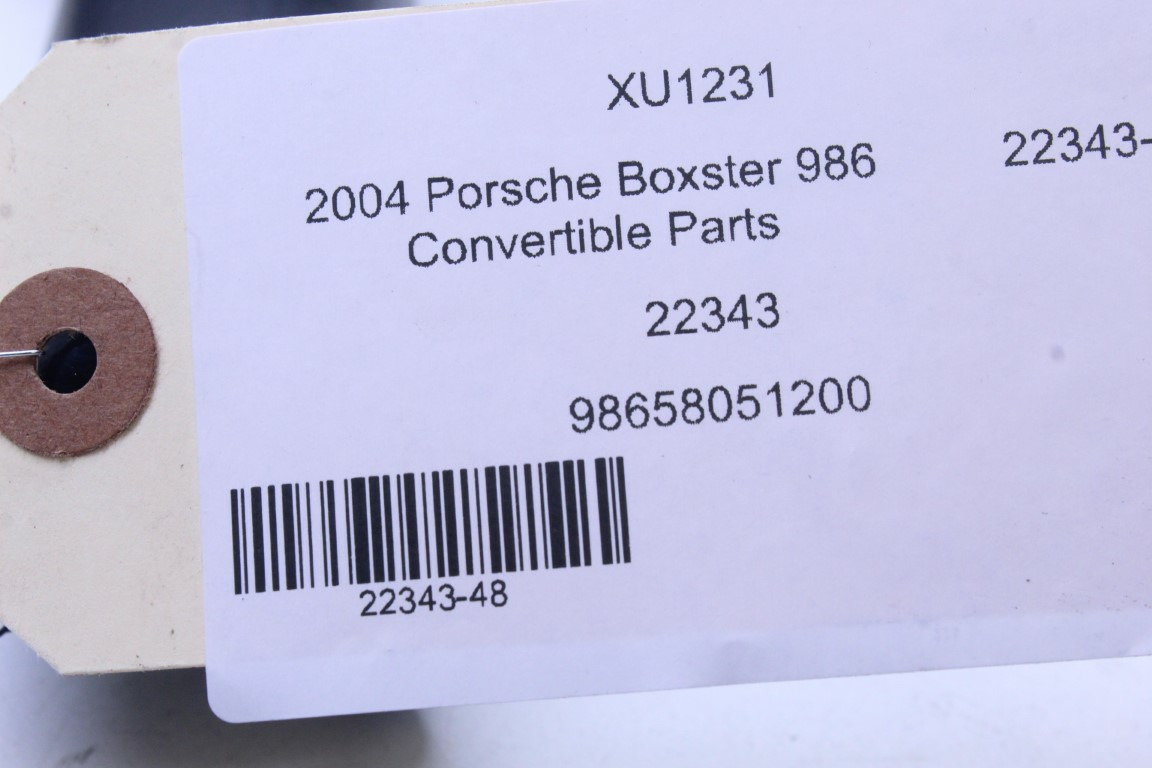 XU1231
2004 Porsche Boxster 986
Convertible Parts
22343-
22343
98658051200
22343-48